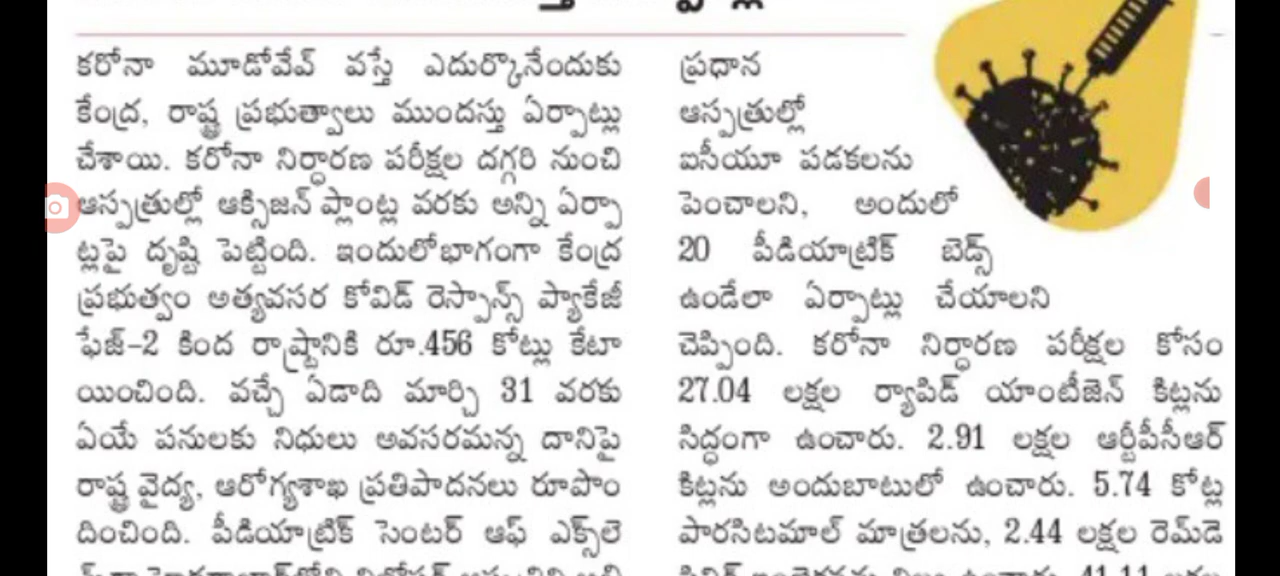 కరోనా మూడోవేవ్ వస్తే ఎదుర్కొనేందుకు
కేంద్ర, రాష్ట్ర ప్రభుత్వాలు ముందస్తు ఏర్పాట్లు
చేశాయి. కరోనా నిర్ధారణ పరీక్షల దగ్గరి నుంచి
ఆస్పత్రుల్లో ఆక్సిజన్ ప్లాంట్ల వరకు అన్ని ఏర్పా
ట్లపై దృష్టి పెట్టింది. ఇందులోభాగంగా కేంద్ర
ప్రభుత్వం అత్యవసర కోవిడ్ రెస్పాన్స్ ప్యాకేజీ
ఫేజ్-2 కింద రాష్ట్రానికి రూ.456 కోట్లు కేటా
యించింది. వచ్చే ఏడాది మార్చి 31 వరకు
ఏయే పనులకు నిధులు అవసరమన్న దానిపై
రాష్ట్ర వైద్య, ఆరోగ్యశాఖ ప్రతిపాదనలు రూపొం
దించింది. పీడియాట్రిక్ సెంటర్ ఆఫ్ ఎక్స్‌లె
ప్రధాన
ఆస్పత్రుల్లో
ఐసీయూ పడకలను
పెంచాలని, అందులో
20 పీడియాట్రిక్ బెడ్స్
ఉండేలా ఏర్పాట్లు చేయాలని
చెప్పింది. కరోనా నిర్ధారణ పరీక్షల కోసం
27.04 లక్షల ర్యాపిడ్ యాంటీజెన్ కిట్లను
సిద్ధంగా ఉంచారు. 2.91 లక్షల ఆర్టీపీసీఆర్
కిట్లను అందుబాటులో ఉంచారు. 5.74 కోట్ల
పారసిటమాల్ మాత్రలను, 2.44 లక్షల రెమ్‌డె